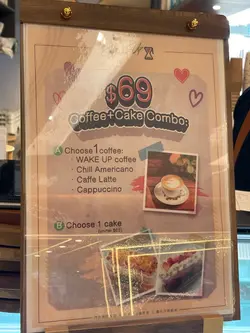 $69
Coffee+Cake Combo:
A Choose 1 coffee:
· WAKE UP coffee
· Chill Americano
· Caffe Latte
· Cappuccino
B Choose 1 cake